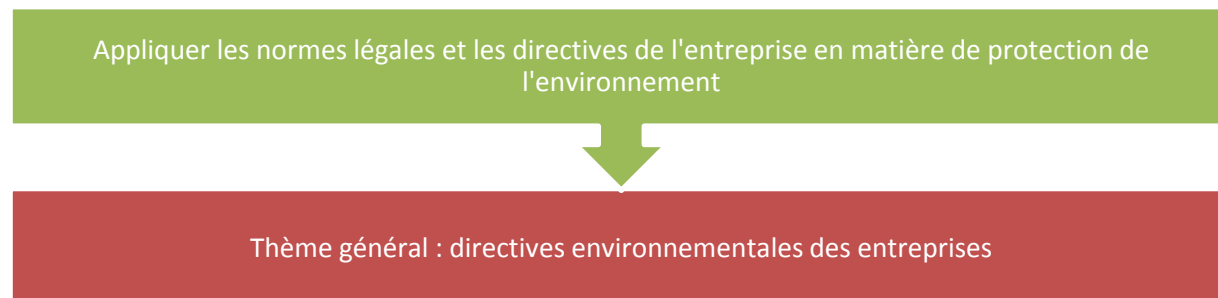 Appliquer les normes légales et les directives de l'entreprise en matière de protection de
l'environnement
Thème général : directives environnementales des entreprises